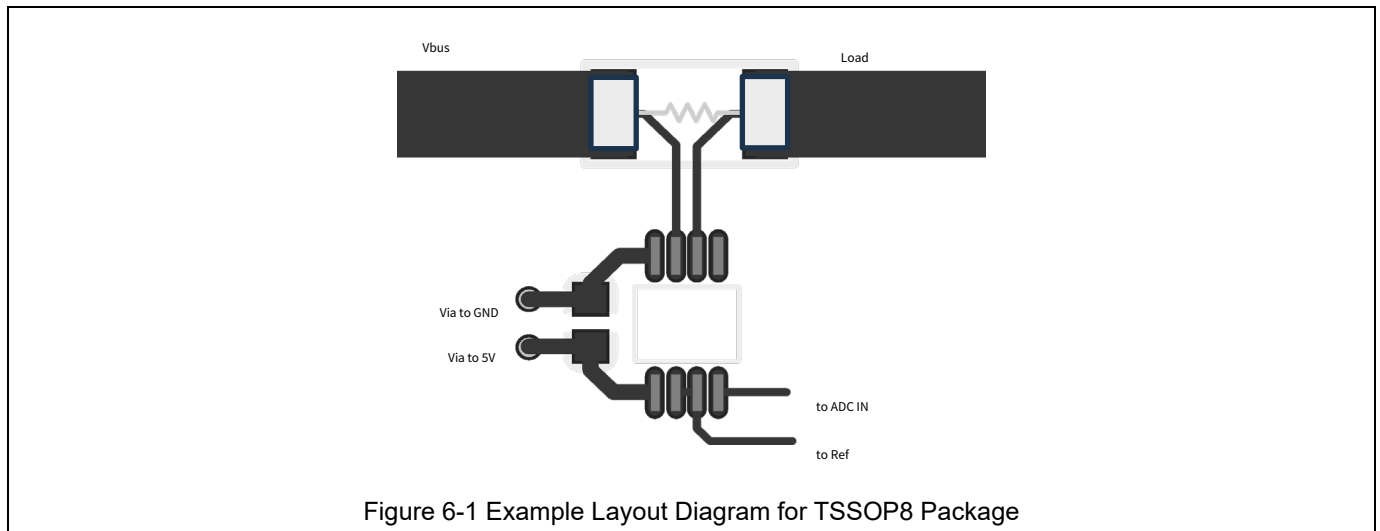 Vbus
Load
Via to GND
Via to 5V
to ADC IN
to Ref
Figure 6-1 Example Layout Diagram for TSSOP8 Package